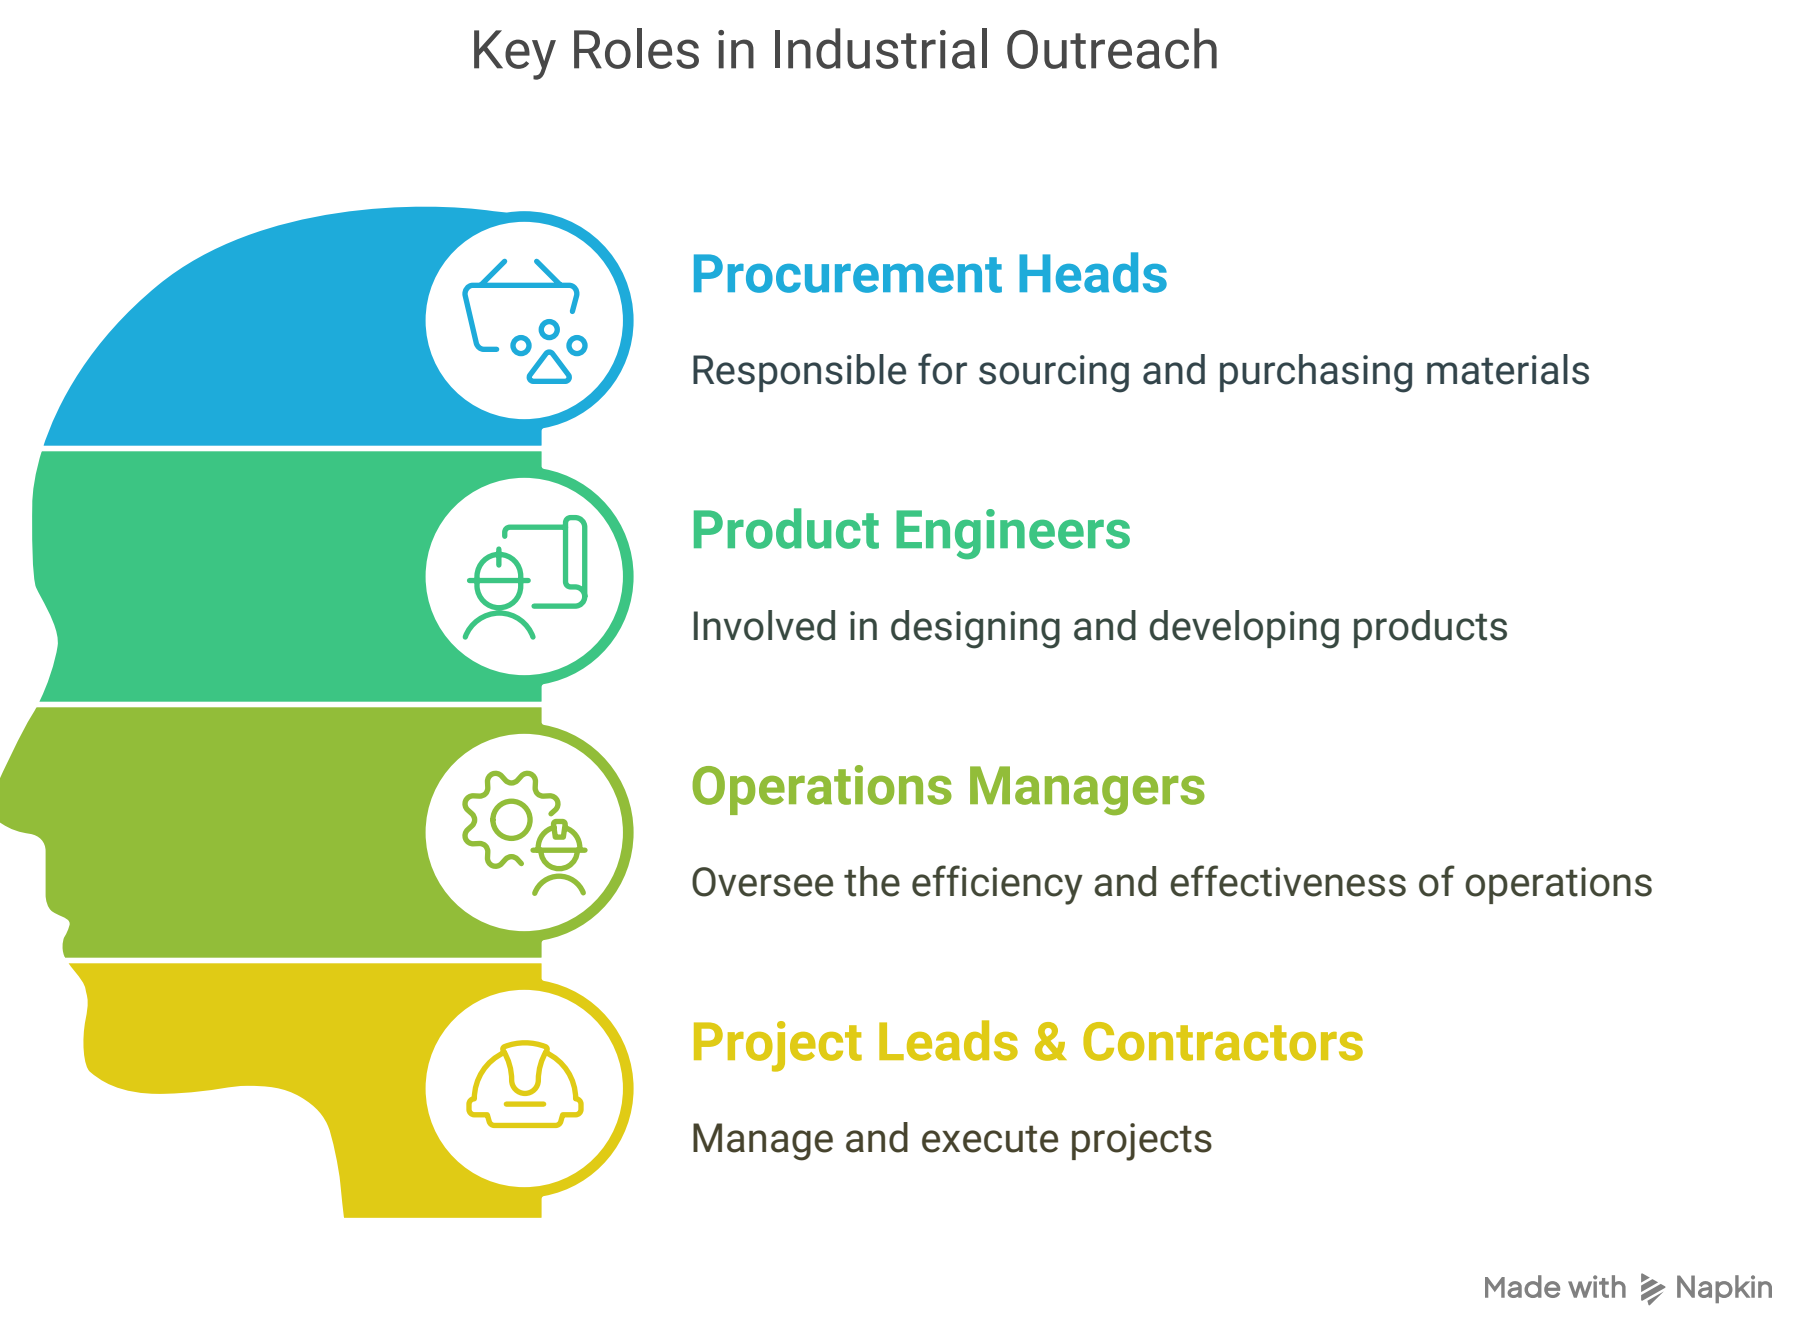 Key Roles in Industrial Outreach
Procurement Heads
Responsible for sourcing and purchasing materials
Product Engineers
Involved in designing and developing products
Operations Managers
Oversee the efficiency and effectiveness of operations
Project Leads & Contractors
Manage and execute projects
Made with Napkin